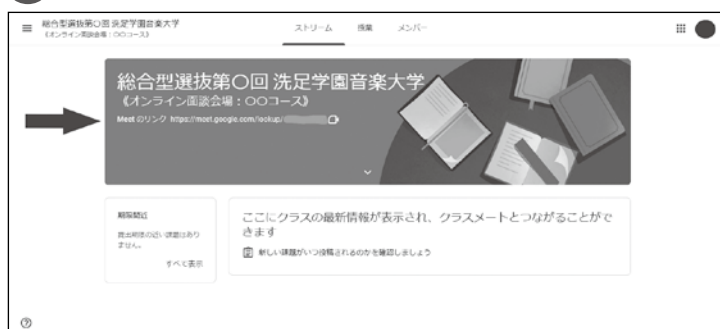 総合型選抜第〇回 洗足学園音楽大学
《オンライン面談会場：〇〇コース》
ストリーム 授業 メンバー
総合型選抜第〇回 洗足学園音楽大学
《オンライン面談会場：〇〇コース》
Meet のリンク https://meet.google.com/lookup/
期限間近
提出期限の近い課題はありません。
すべて表示
ここにクラスの最新情報が表示され、クラスメートとつながることがで
きます
新しい課題がいつ投稿されるのかを確認しましょう